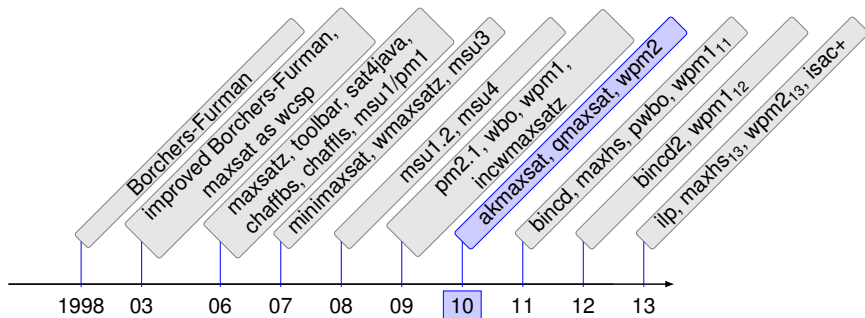 Borchers-Furman
improved Borchers-Furman,
maxsat as wcsp
maxsatz, toolbar, sat4java,
chaffbs, chaffls, msu1/pm1
minimaxsat, wmaxsatz, msu3
msu1.2, msu4
pm2.1, wbo, wpm1,
incwmaxsatz
akmaxsat, qmaxsat, wpm2
bincd, maxhs, pwbo, wpm1₁₁
bincd2, wpm1₁₂
ilp, maxhs₁₃, wpm2₁₃, isac+
1998 03 06 07 08 09 10 11 12 13